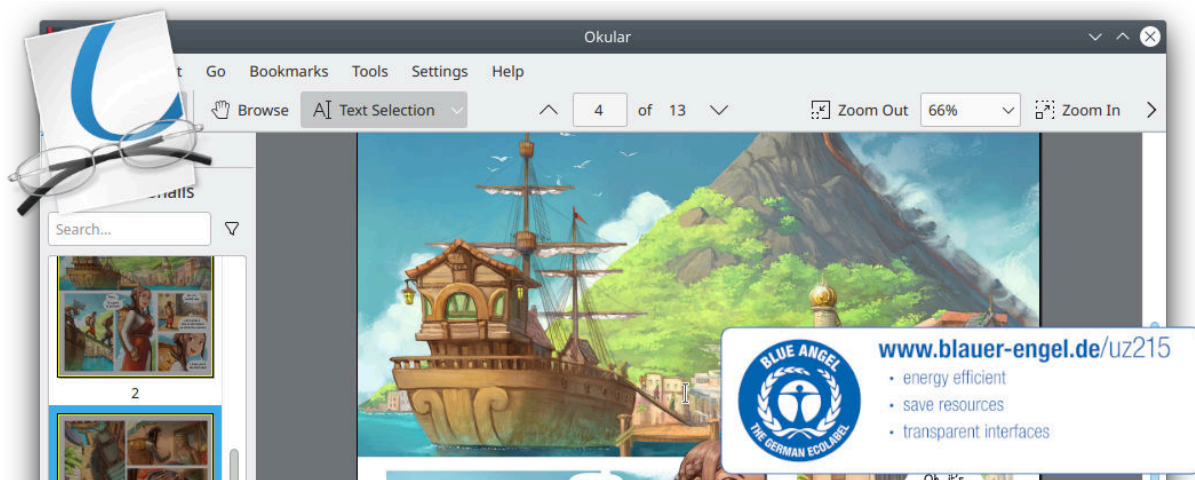 Okular
Go Bookmarks Tools Settings Help
Browse Text Selection 4 of 13 Zoom Out 66% Zoom In
Search...
2
BLUE ANGEL
THE GERMAN ECOLABEL
www.blauer-engel.de/uz215
• energy efficient
• save resources
• transparent interfaces